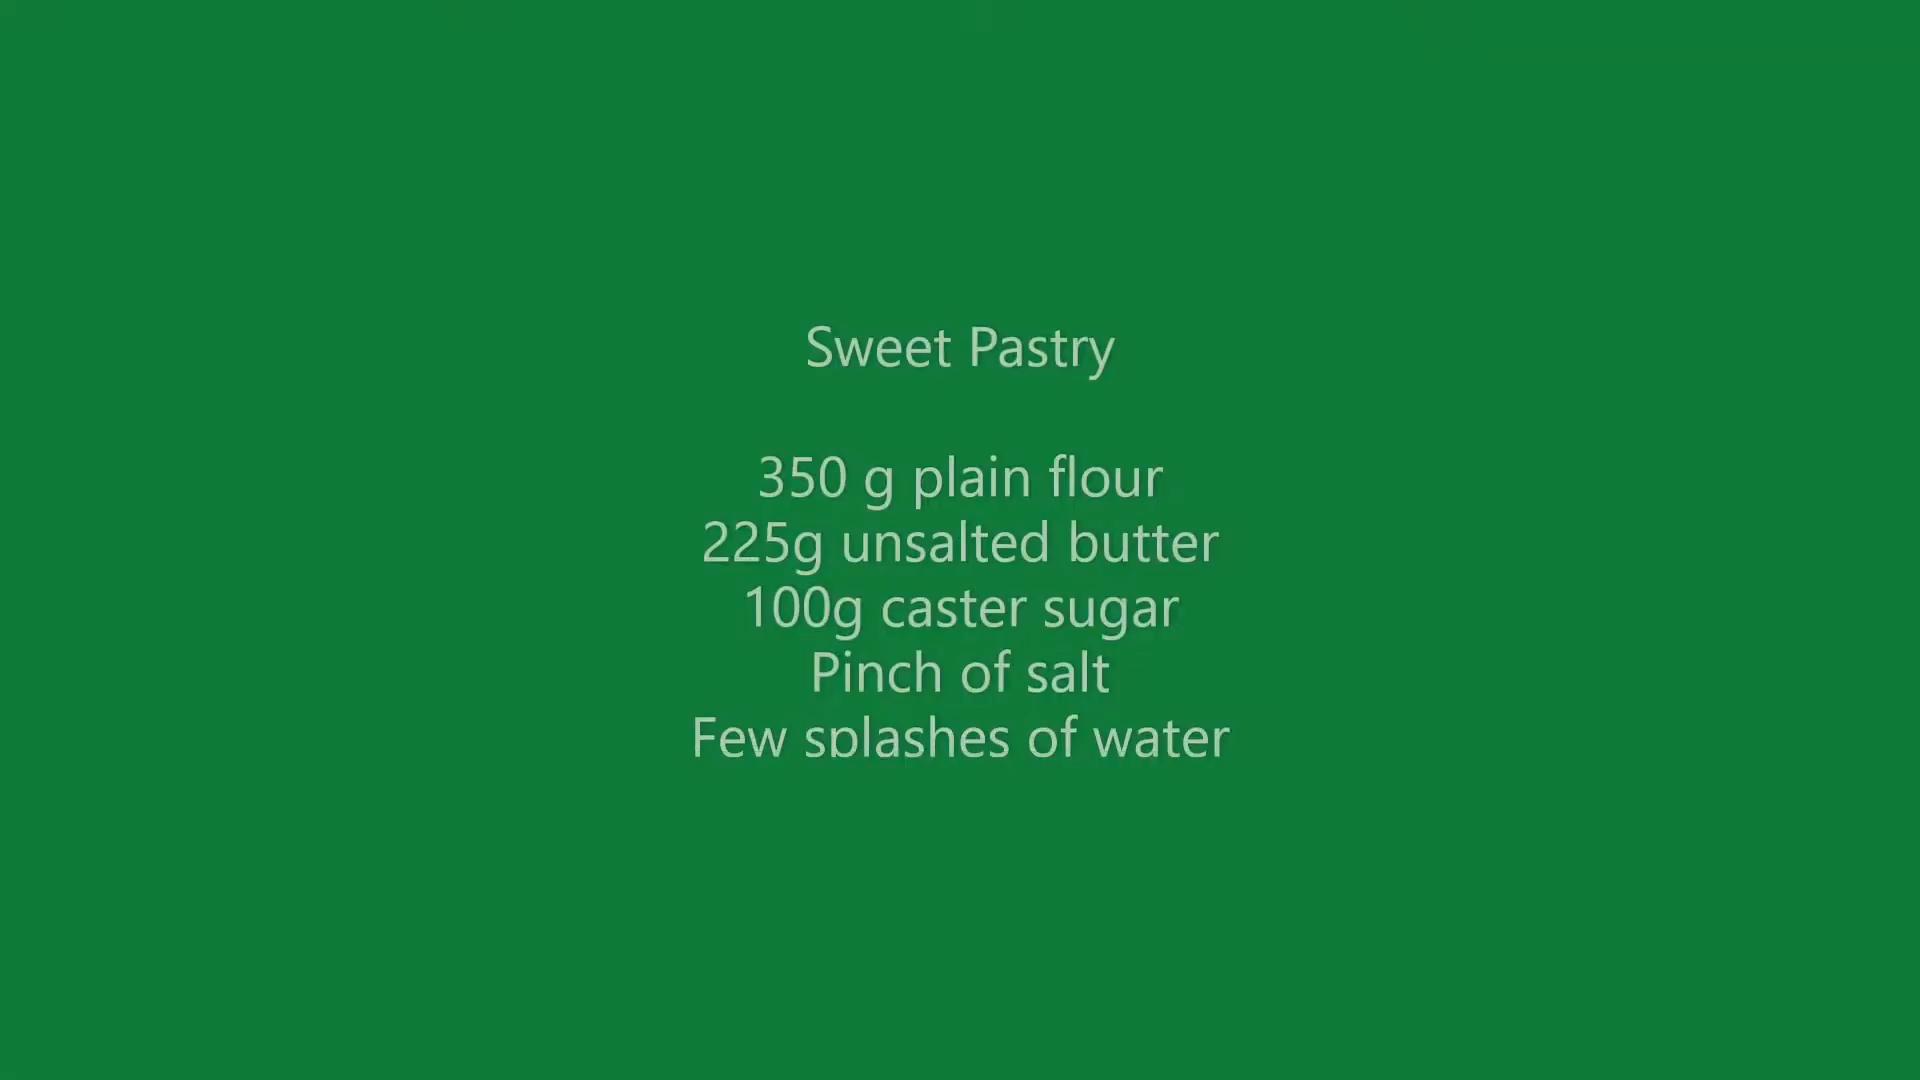 Sweet Pastry
350 g plain flour
225g unsalted butter
100g caster sugar
Pinch of salt
Few splashes of water